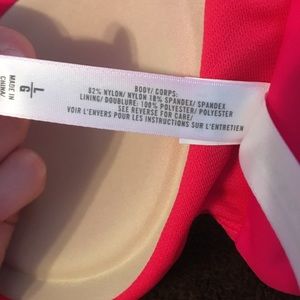 BODY/ CORPS:
82% NYLON/ NYLON 18% SPANDEX/ SPANDEX
LINING/ DOUBLURE: 100% POLYESTER/ POLYESTER
SEE REVERSE FOR CARE/
VOIR L'ENVERS POUR LES INSTRUCTIONS SUR L'ENTRETIEN
L
G
MADE IN
CHINA/